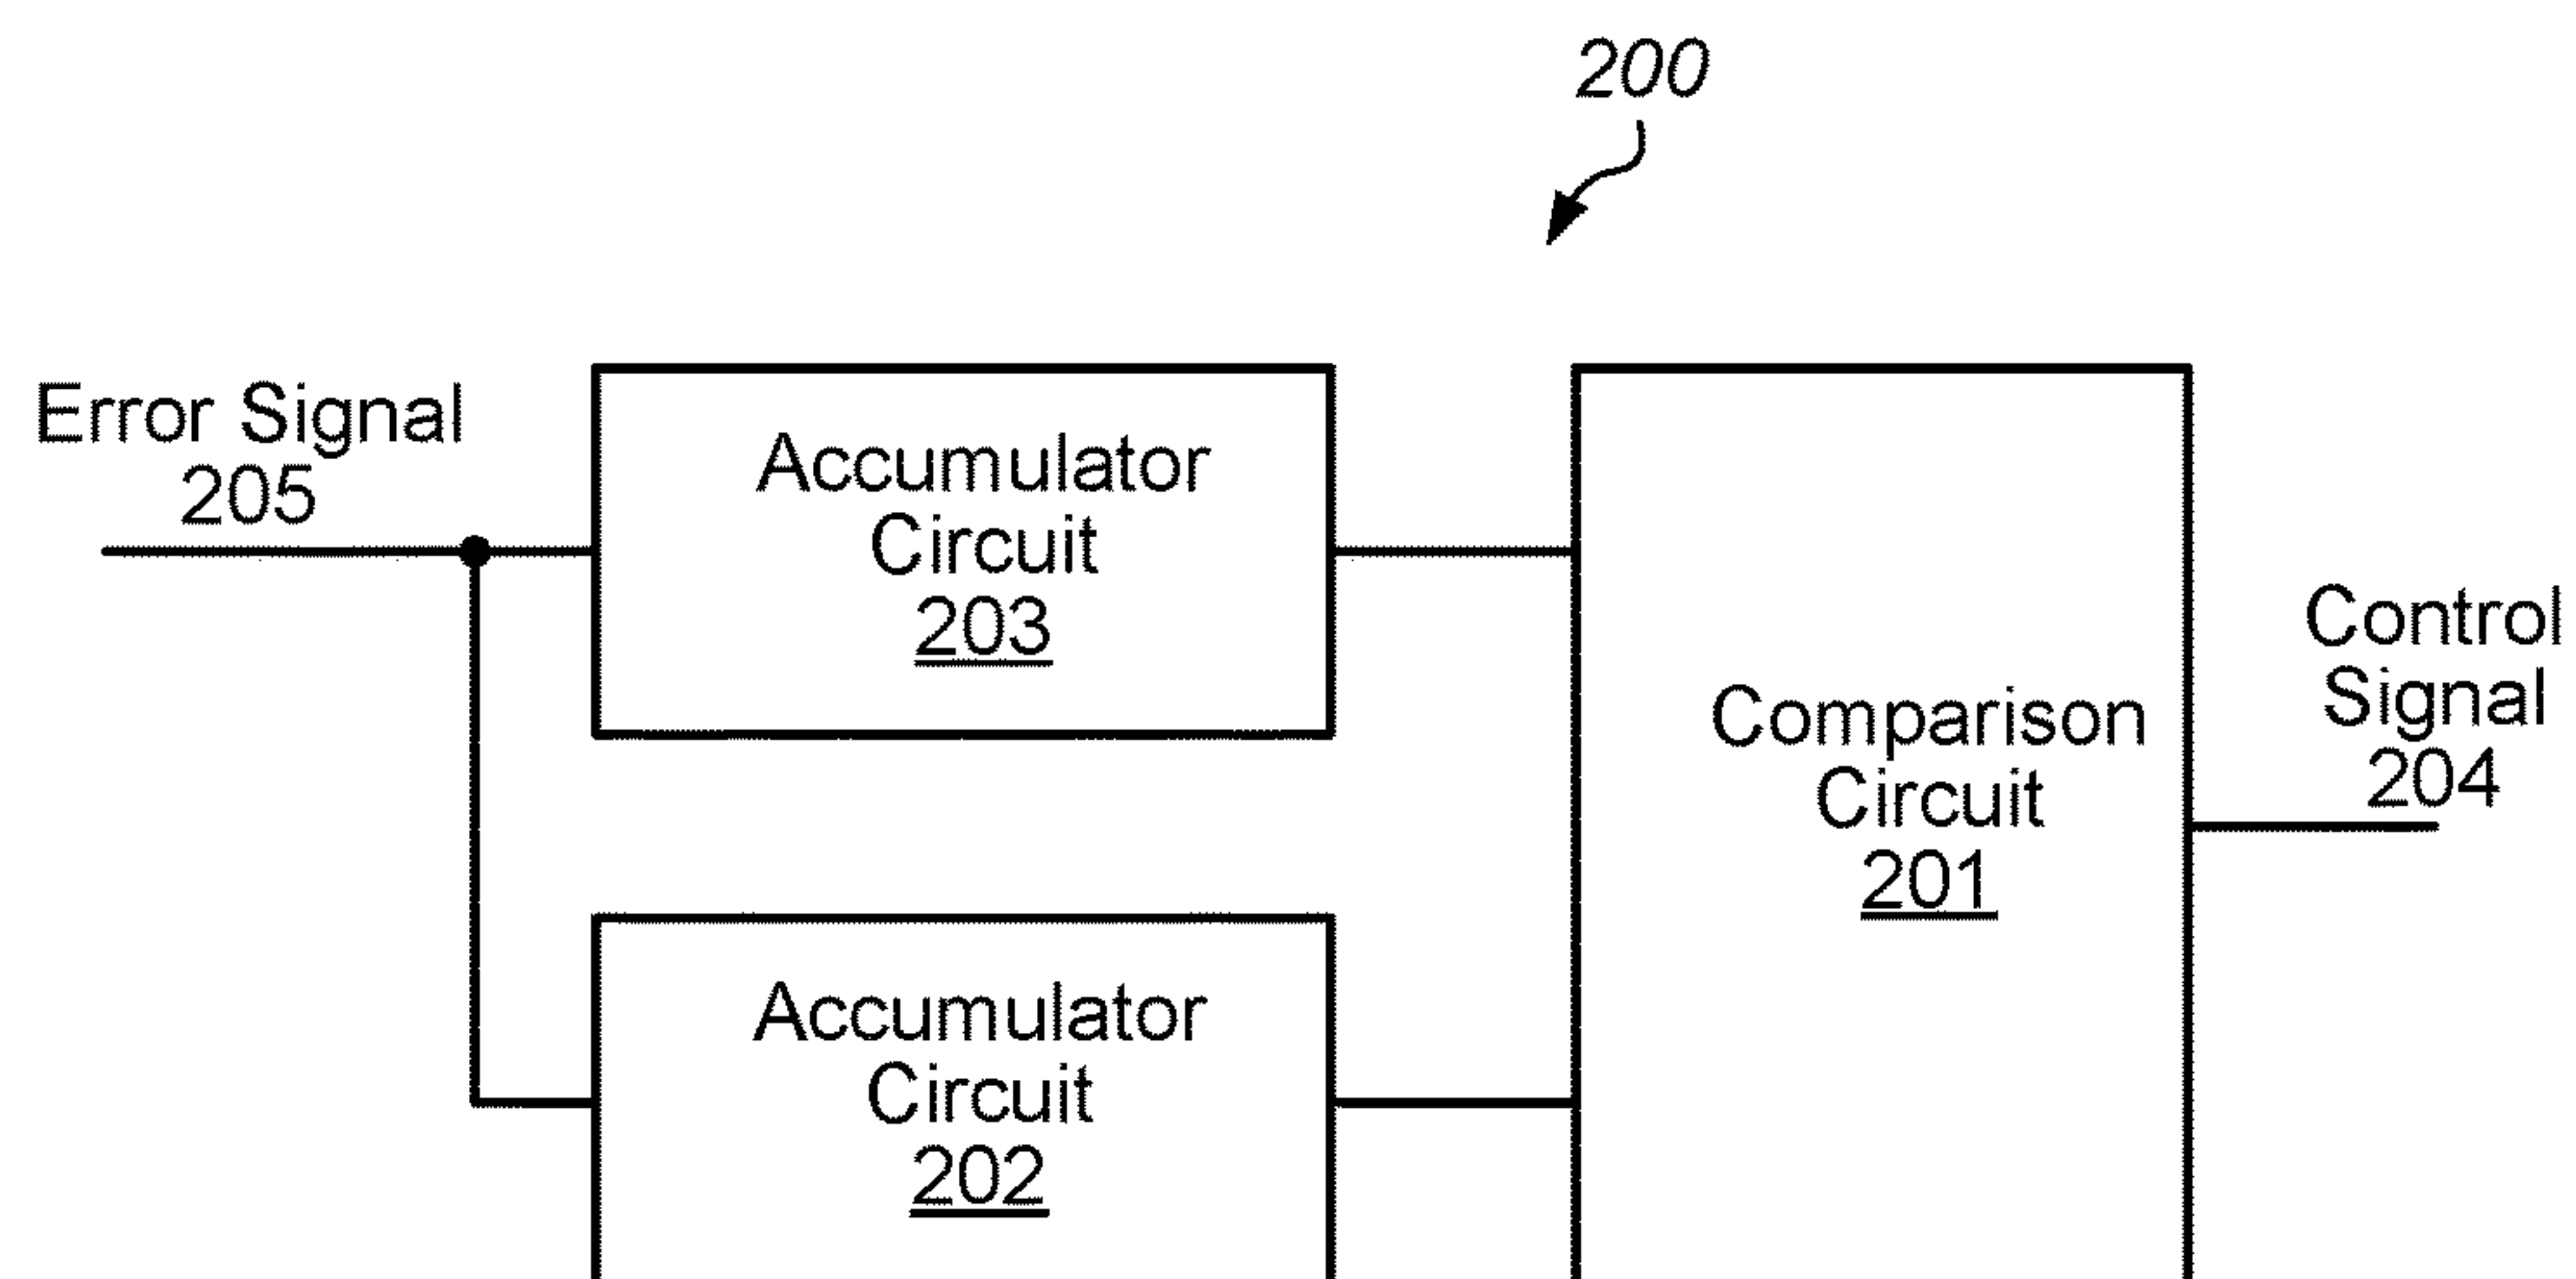 200
Error Signal
205
Accumulator
Circuit
203
Comparison
Circuit
201
Control
Signal
204
Accumulator
Circuit
202